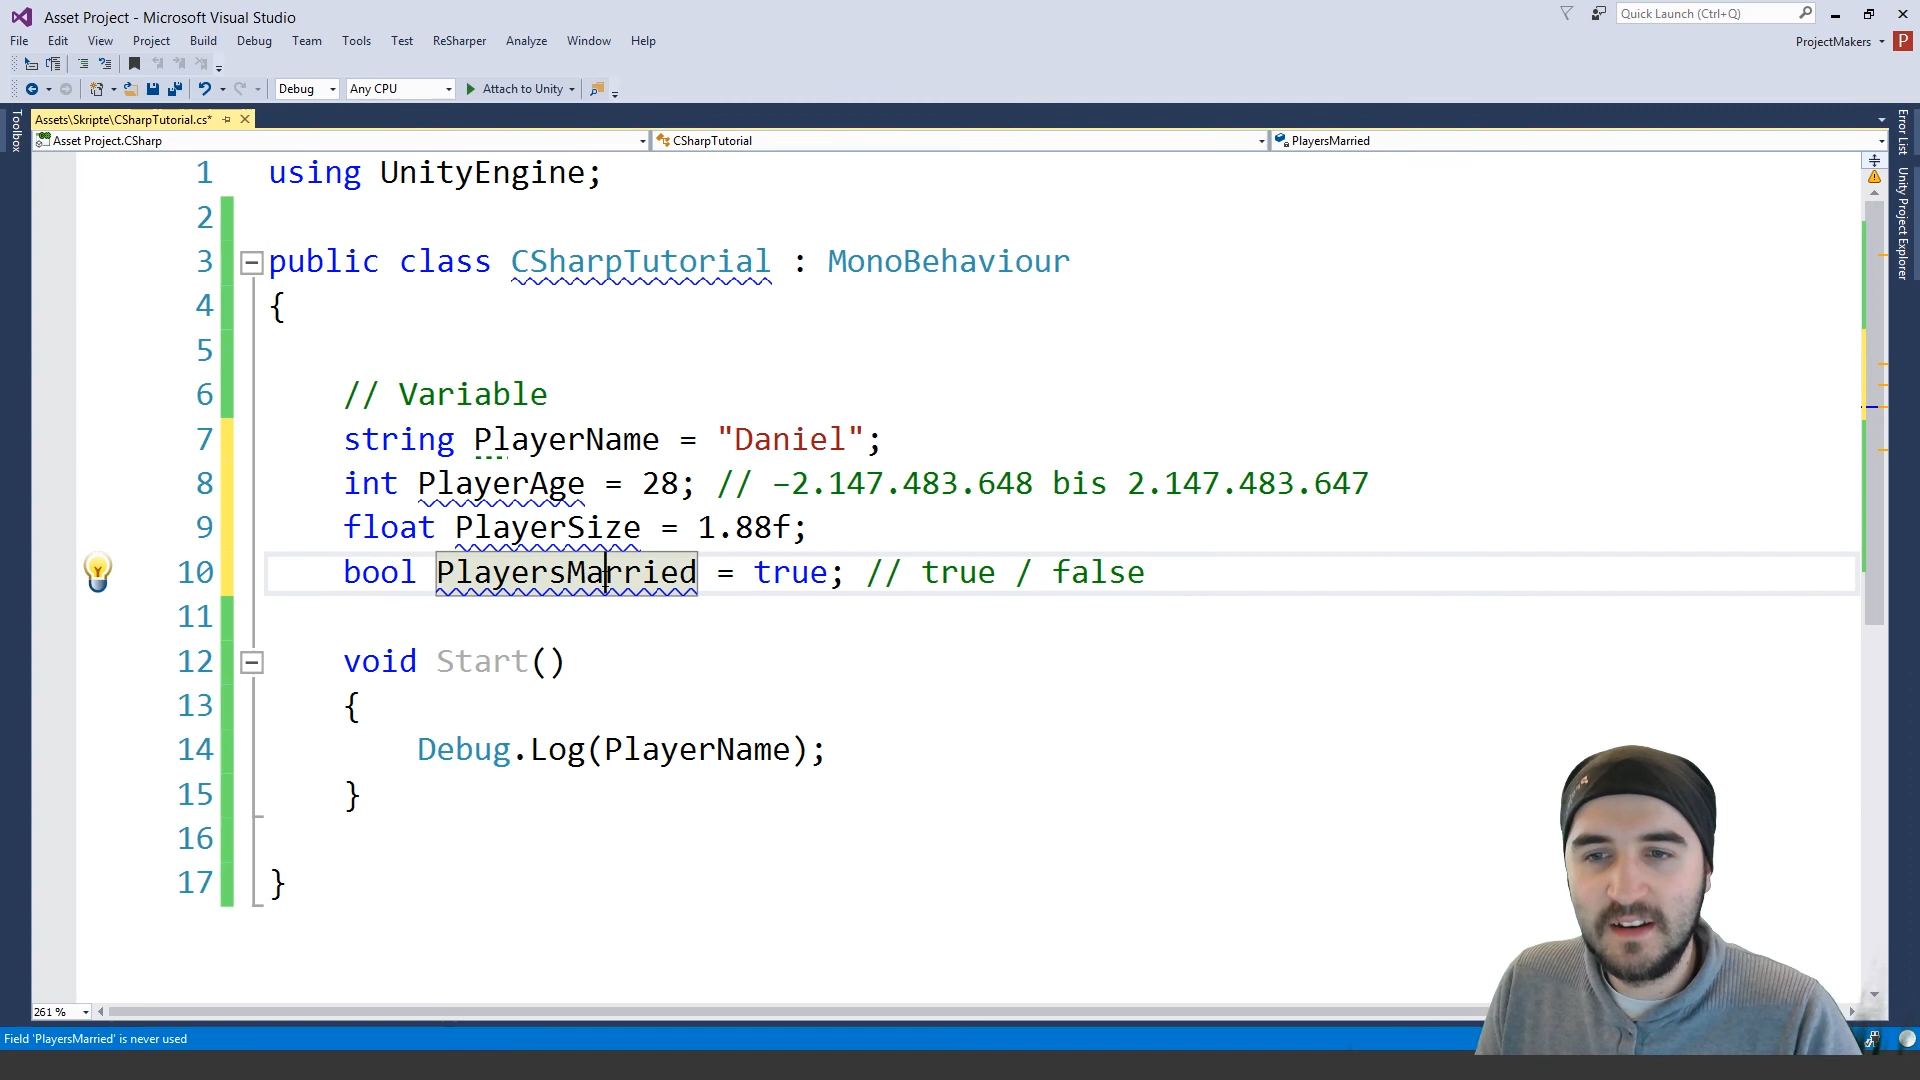 Asset Project - Microsoft Visual Studio
Quick Launch (Ctrl+Q)
File Edit View Project Build Debug Team Tools Test ReSharper Analyze Window Help
ProjectMakers P
Debug Any CPU Attach to Unity
Toolbox
Assets\Skripte\CSharpTutorial.cs*
Asset Project.CSharp CSharpTutorial PlayersMarried
Error List
Unity Project Explorer
1 using UnityEngine;
2
3 public class CSharpTutorial : MonoBehaviour
4 {
5
6 // Variable
7 string PlayerName = "Daniel";
8 int PlayerAge = 28; // −2.147.483.648 bis 2.147.483.647
9 float PlayerSize = 1.88f;
10 bool PlayersMarried = true; // true / false
11
12 void Start()
13 {
14 Debug.Log(PlayerName);
15 }
16
17 }
261 %
Field 'PlayersMarried' is never used